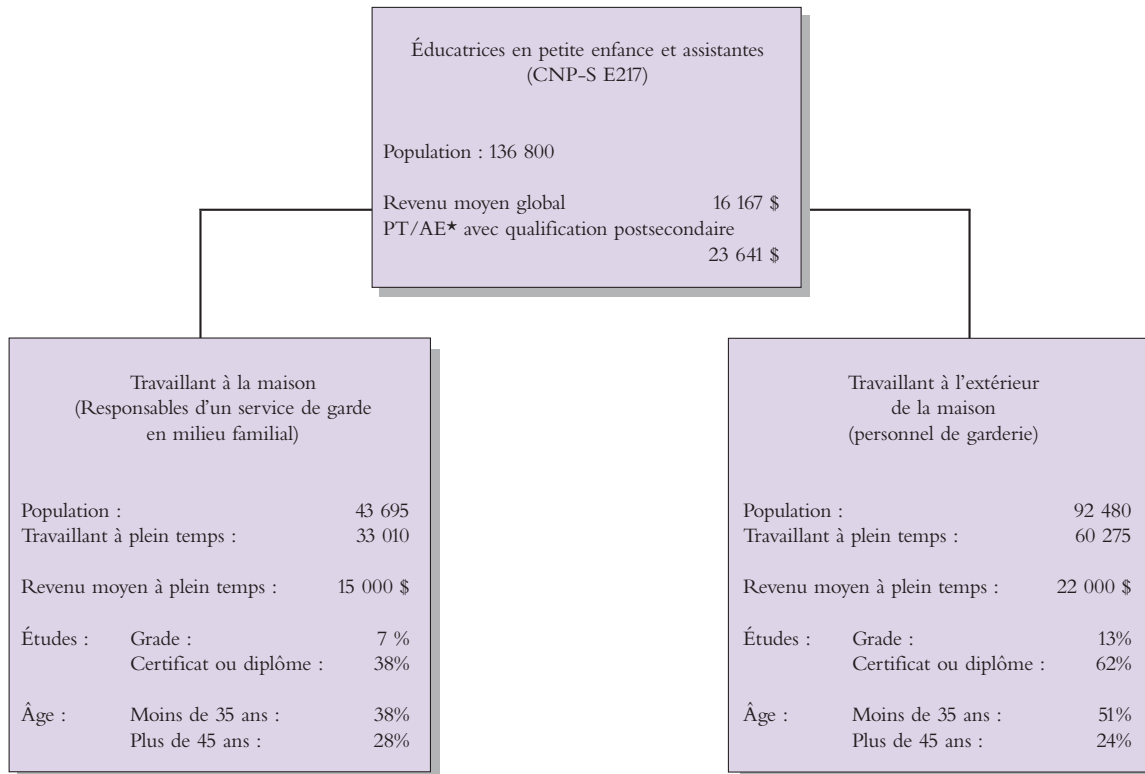 Éducatrices en petite enfance et assistantes
(CNP-S E217)
Population : 136 800
Revenu moyen global 16 167 $
PT/AE★ avec qualification postsecondaire
23 641 $
Travaillant à la maison
(Responsables d'un service de garde
en milieu familial)
Population : 43 695
Travaillant à plein temps : 33 010
Revenu moyen à plein temps : 15 000 $
Études : Grade : 7 %
Certificat ou diplôme : 38%
Âge : Moins de 35 ans : 38%
Plus de 45 ans : 28%
Travaillant à l'extérieur
de la maison
(personnel de garderie)
Population : 92 480
Travaillant à plein temps : 60 275
Revenu moyen à plein temps : 22 000 $
Études : Grade : 13%
Certificat ou diplôme : 62%
Âge : Moins de 35 ans : 51%
Plus de 45 ans : 24%